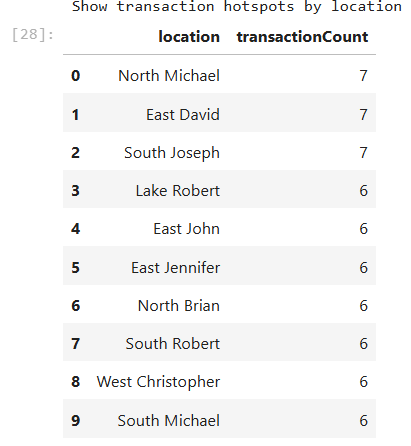 Show transaction hotspots by location
[28]:
location transactionCount
0 North Michael 7
1 East David 7
2 South Joseph 7
3 Lake Robert 6
4 East John 6
5 East Jennifer 6
6 North Brian 6
7 South Robert 6
8 West Christopher 6
9 South Michael 6